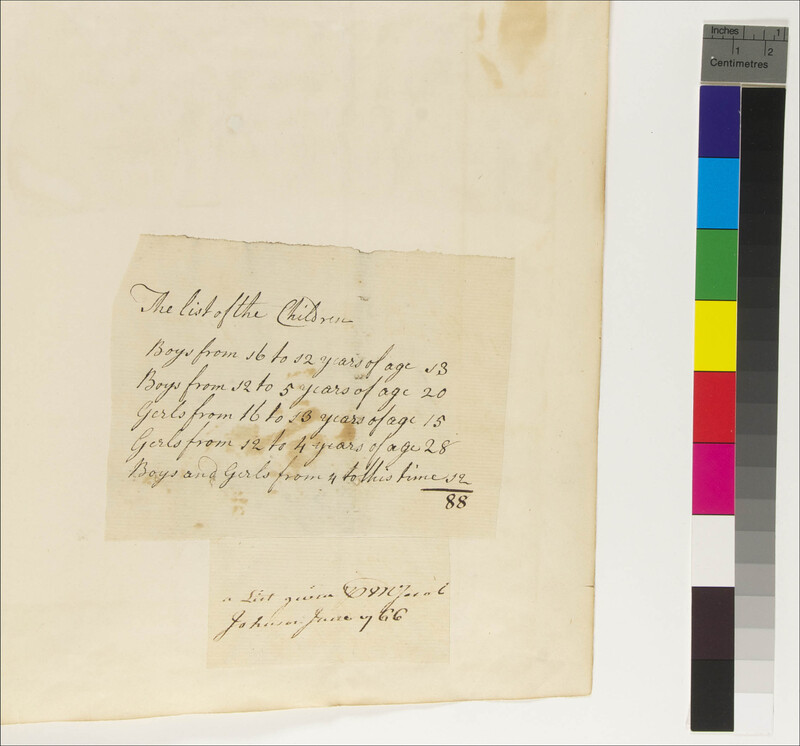 The list of the Children
Boys from 16 to 12 years of age 13
Boys from 12 to 5 years of age 20
Girls from 16 to 13 years of age 15
Girls from 12 to 4 years of age 28
Boys and Girls from 4 to this time 12
88
a List given
Johnson June 1766
Inches 1
1 2
Centimetres